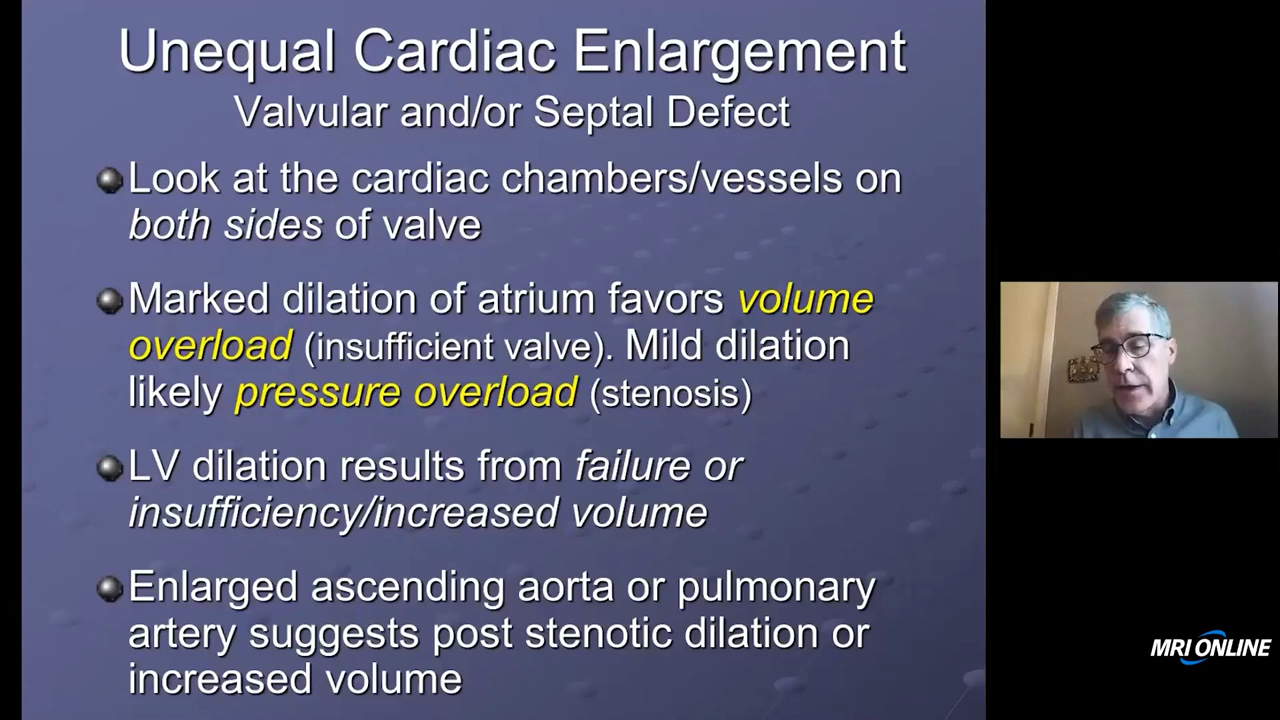 Unequal Cardiac Enlargement
Valvular and/or Septal Defect
Look at the cardiac chambers/vessels on
both sides of valve
Marked dilation of atrium favors volume
overload (insufficient valve). Mild dilation
likely pressure overload (stenosis)
LV dilation results from failure or
insufficiency/increased volume
Enlarged ascending aorta or pulmonary
artery suggests post stenotic dilation or
increased volume
MRI ONLINE